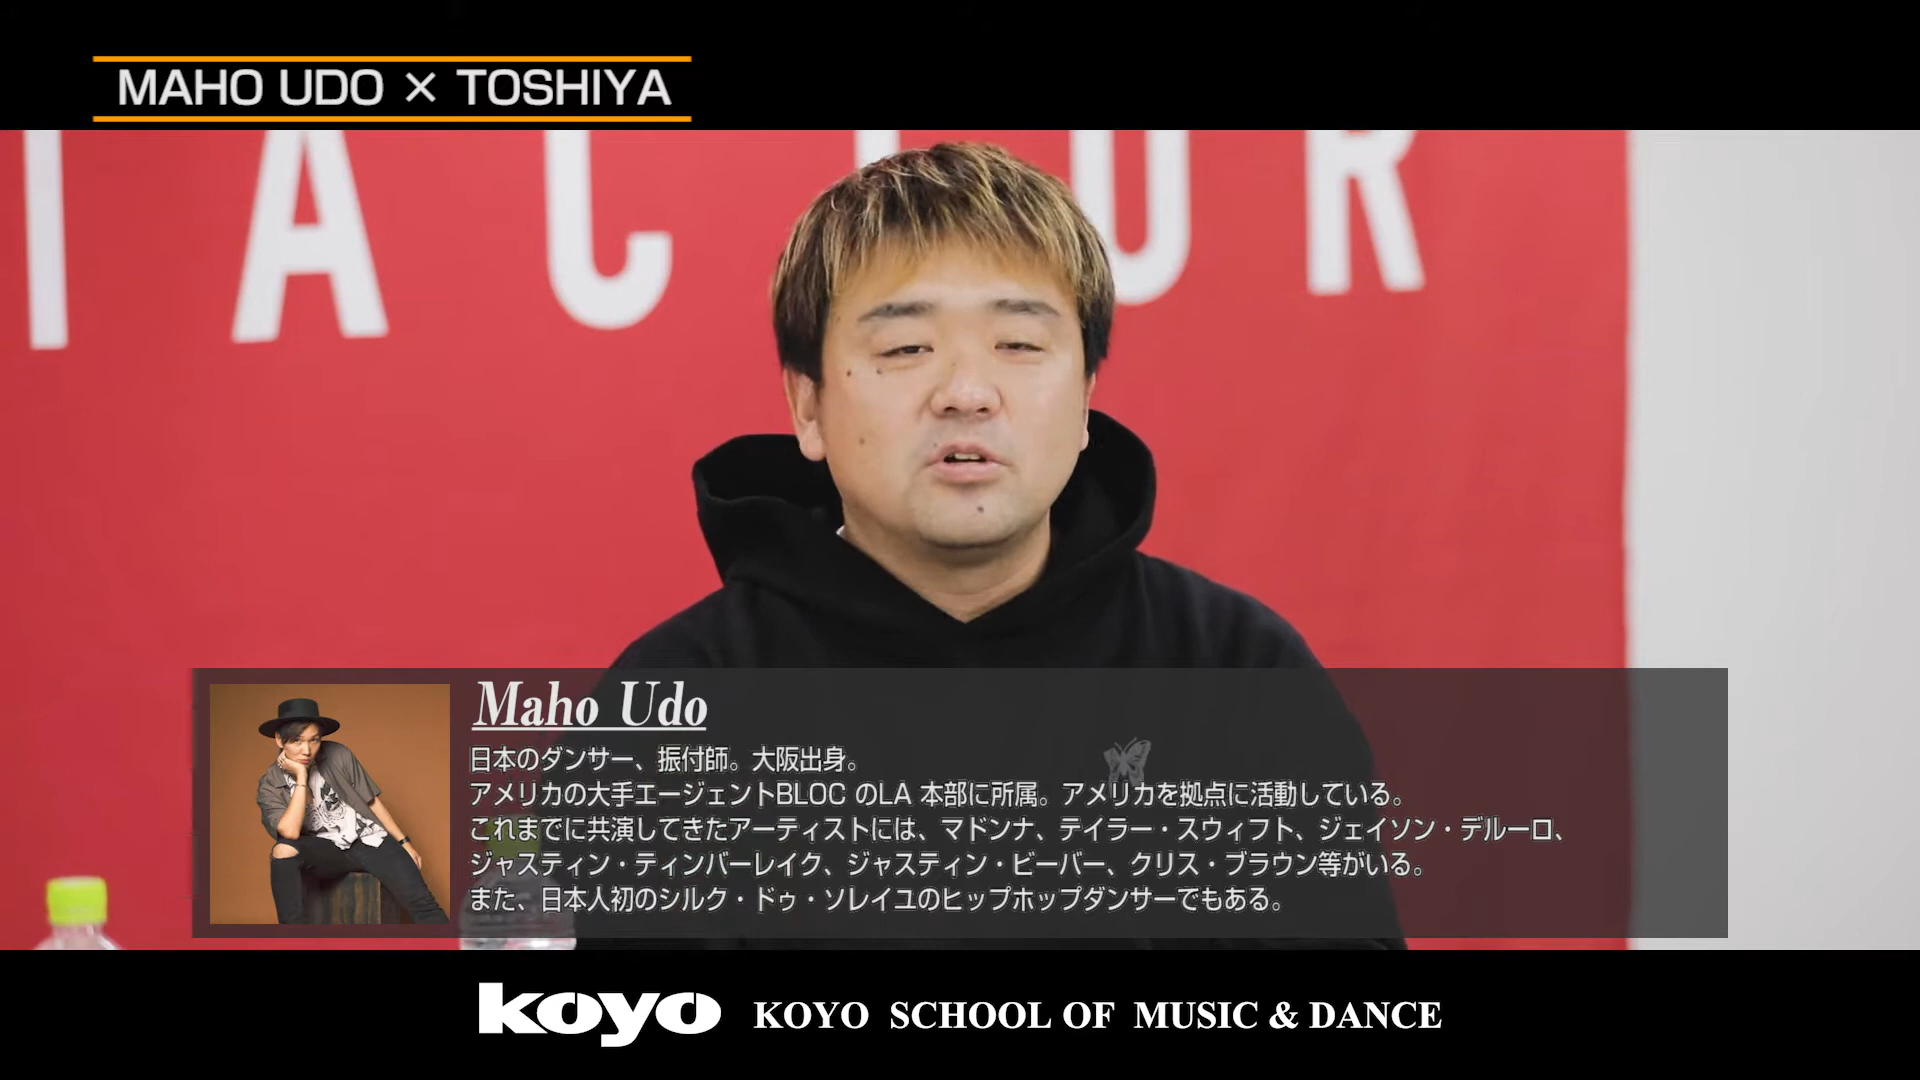 MAHO UDO × TOSHIYA
T A C T O R
Maho Udo
日本のダンサー、振付師。大阪出身。
アメリカの大手エージェントBLOC のLA 本部に所属。アメリカを拠点に活動している。
これまでに共演してきたアーティストには、マドンナ、テイラー・スウィフト、ジェイソン・デルーロ、
ジャスティン・ティンバーレイク、ジャスティン・ビーバー、クリス・ブラウン等がいる。
また、日本人初のシルク・ドゥ・ソレイユのヒップホップダンサーでもある。
koyo KOYO SCHOOL OF MUSIC & DANCE